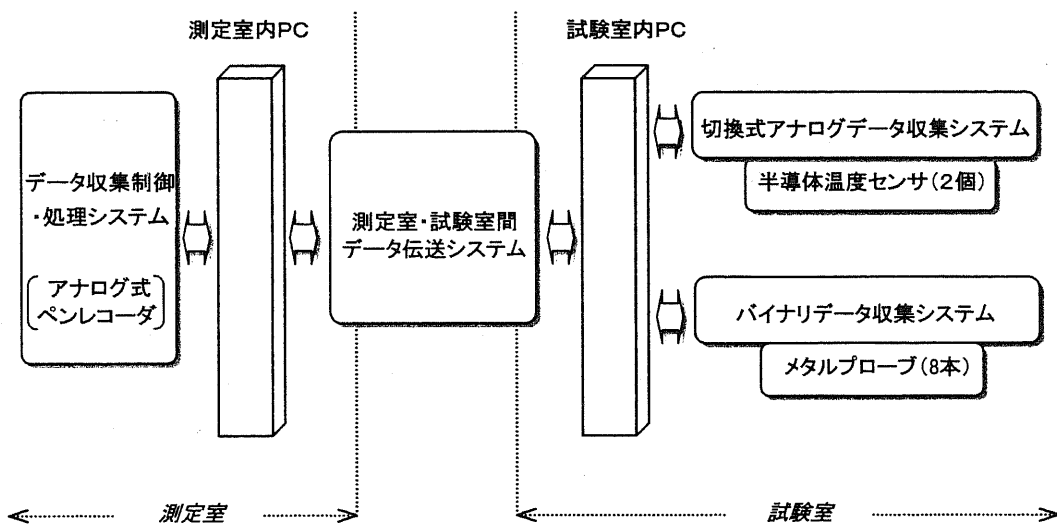 測定室内PC
試験室内PC
データ収集制御
・処理システム
アナログ式
ペンレコーダ
測定室・試験室間
データ伝送システム
切換式アナログデータ収集システム
半導体温度センサ(2個)
バイナリデータ収集システム
メタルプローブ(8本)
測定室
試験室